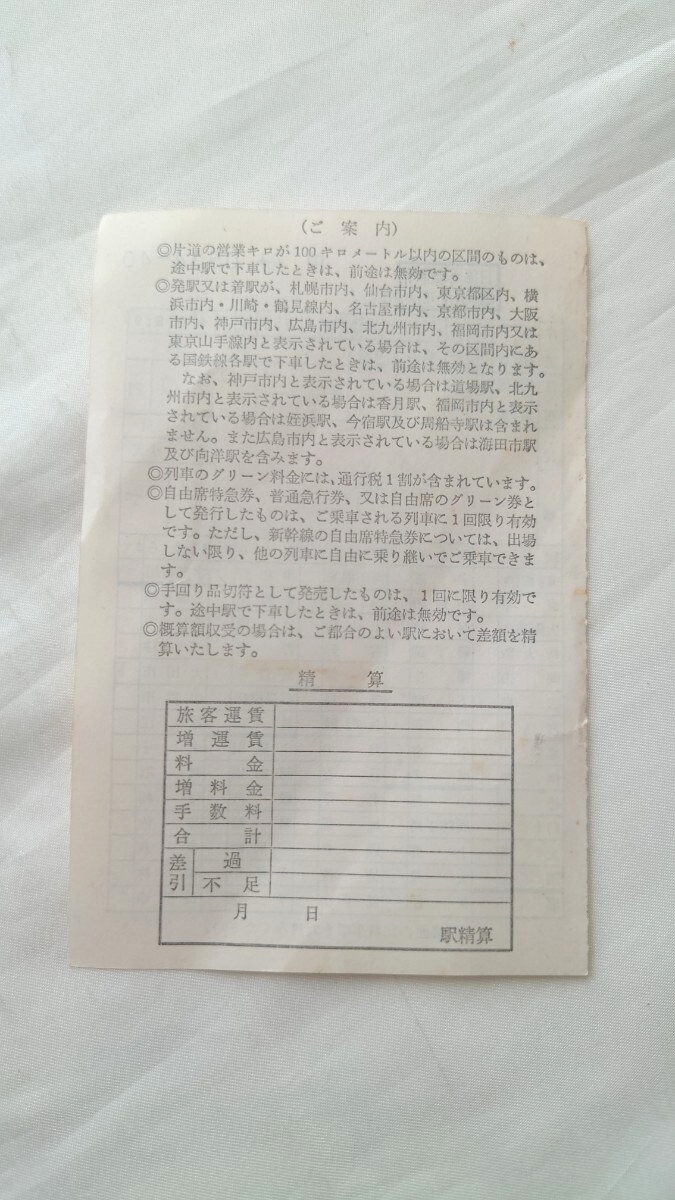 （ご案内）
◎片道の営業キロが100キロメートル以内の区間のものは、
途中駅で下車したときは、前途は無効です。
◎発駅又は着駅が、札幌市内、仙台市内、東京都区内、横
浜市内・川崎・鶴見線内、名古屋市内、京都市内、大阪
市内、神戸市内、広島市内、北九州市内、福岡市内又は
東京山手線内と表示されている場合は、その区間内にあ
る国鉄線各駅で下車したときは、前途は無効となります。
なお、神戸市内と表示されている場合は道場駅、北九
州市内と表示されている場合は香月駅、福岡市内と表示
されている場合は姪浜駅、今宿駅及び周船寺駅は含まれ
ません。また広島市内と表示されている場合は海田市駅
及び向洋駅を含みます。
◎列車のグリーン料金には、通行税1割が含まれています。
◎自由席特急券、普通急行券、又は自由席のグリーン券と
して発行したものは、ご乗車される列車に1回限り有効
です。ただし、新幹線の自由席特急券については、出場
しない限り、他の列車に自由に乗り継いでご乗車できま
す。
◎手回り品切符として発売したものは、1回に限り有効で
す。途中駅で下車したときは、前途は無効です。
◎概算額収受の場合は、ご都合のよい駅において差額を精
算いたします。
精算
旅客運賃
増運賃
料金
増料金
手数料
合計
差引 過
不足
月 日
駅精算